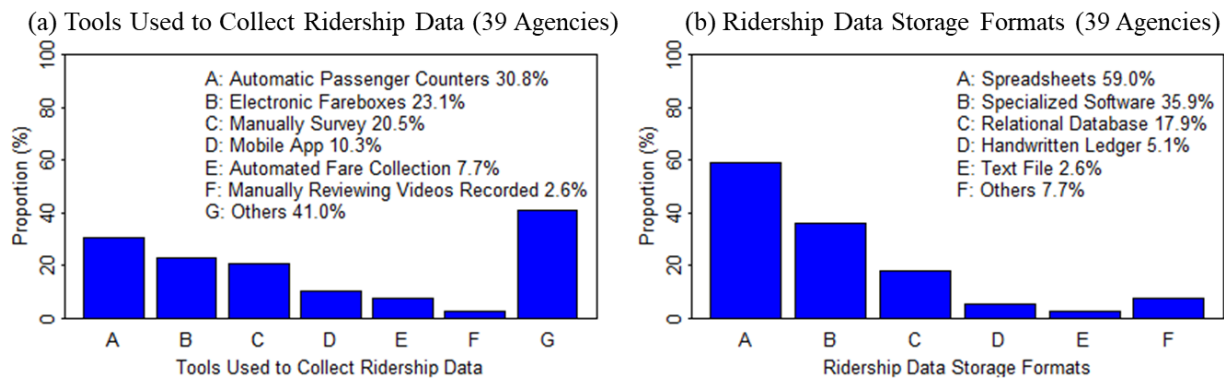 (a) Tools Used to Collect Ridership Data (39 Agencies)
100
80
60
40
20
0
Proportion (%)
A: Automatic Passenger Counters 30.8%
B: Electronic Fareboxes 23.1%
C: Manually Survey 20.5%
D: Mobile App 10.3%
E: Automated Fare Collection 7.7%
F: Manually Reviewing Videos Recorded 2.6%
G: Others 41.0%
A B C D E F G
Tools Used to Collect Ridership Data
(b) Ridership Data Storage Formats (39 Agencies)
100
80
60
40
20
0
Proportion (%)
A: Spreadsheets 59.0%
B: Specialized Software 35.9%
C: Relational Database 17.9%
D: Handwritten Ledger 5.1%
E: Text File 2.6%
F: Others 7.7%
A B C D E F
Ridership Data Storage Formats